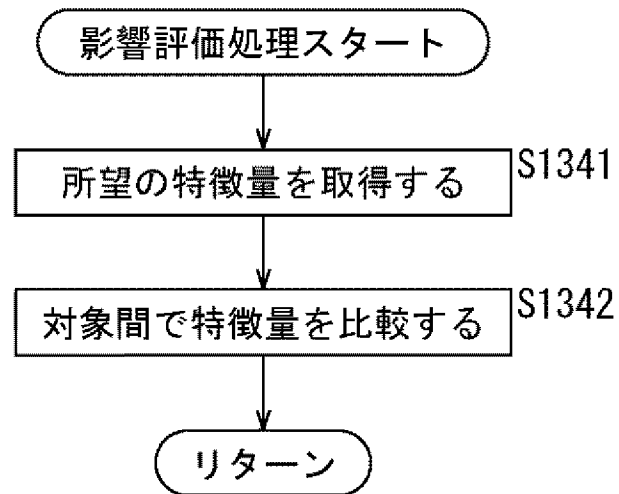 影響評価処理スタート
所望の特徴量を取得する
S1341
対象間で特徴量を比較する
S1342
リターン